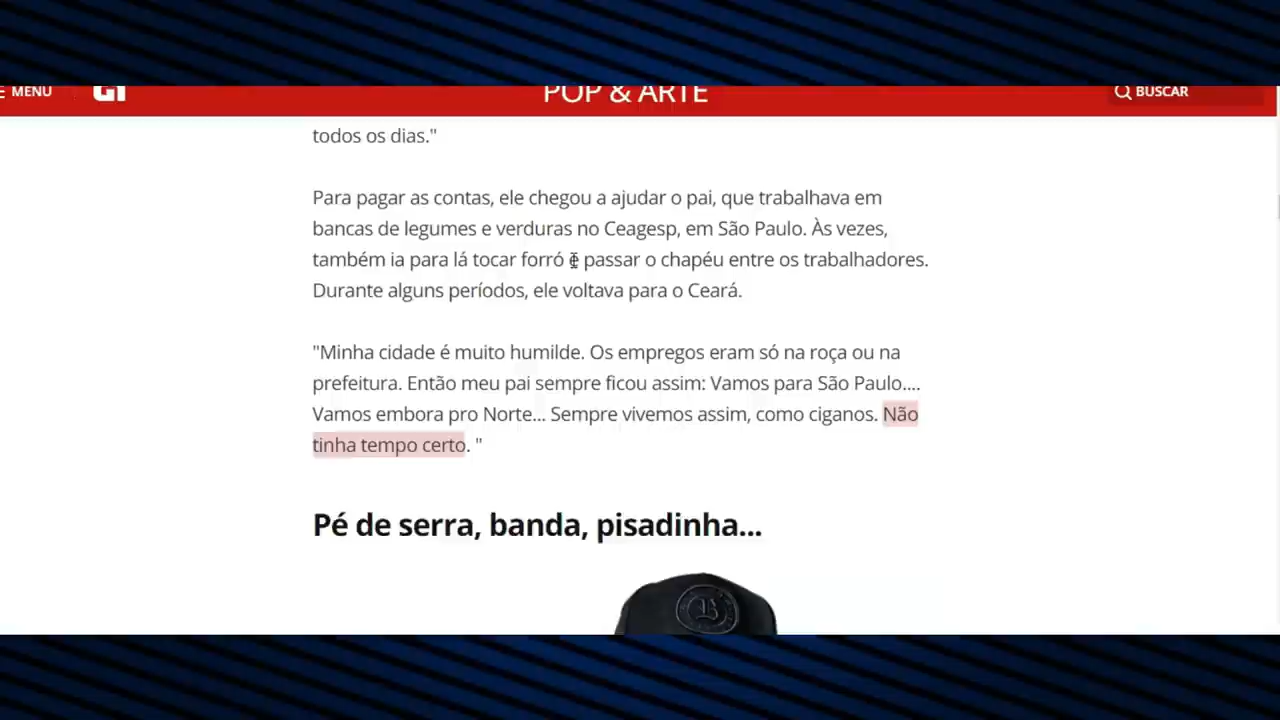 MENU G1 POP & ARTE BUSCAR
todos os dias."
Para pagar as contas, ele chegou a ajudar o pai, que trabalhava em
bancas de legumes e verduras no Ceagesp, em São Paulo. Às vezes,
também ia para lá tocar forró e passar o chapéu entre os trabalhadores.
Durante alguns períodos, ele voltava para o Ceará.
"Minha cidade é muito humilde. Os empregos eram só na roça ou na
prefeitura. Então meu pai sempre ficou assim: Vamos para São Paulo....
Vamos embora pro Norte... Sempre vivemos assim, como ciganos. Não
tinha tempo certo. "
Pé de serra, banda, pisadinha...
B